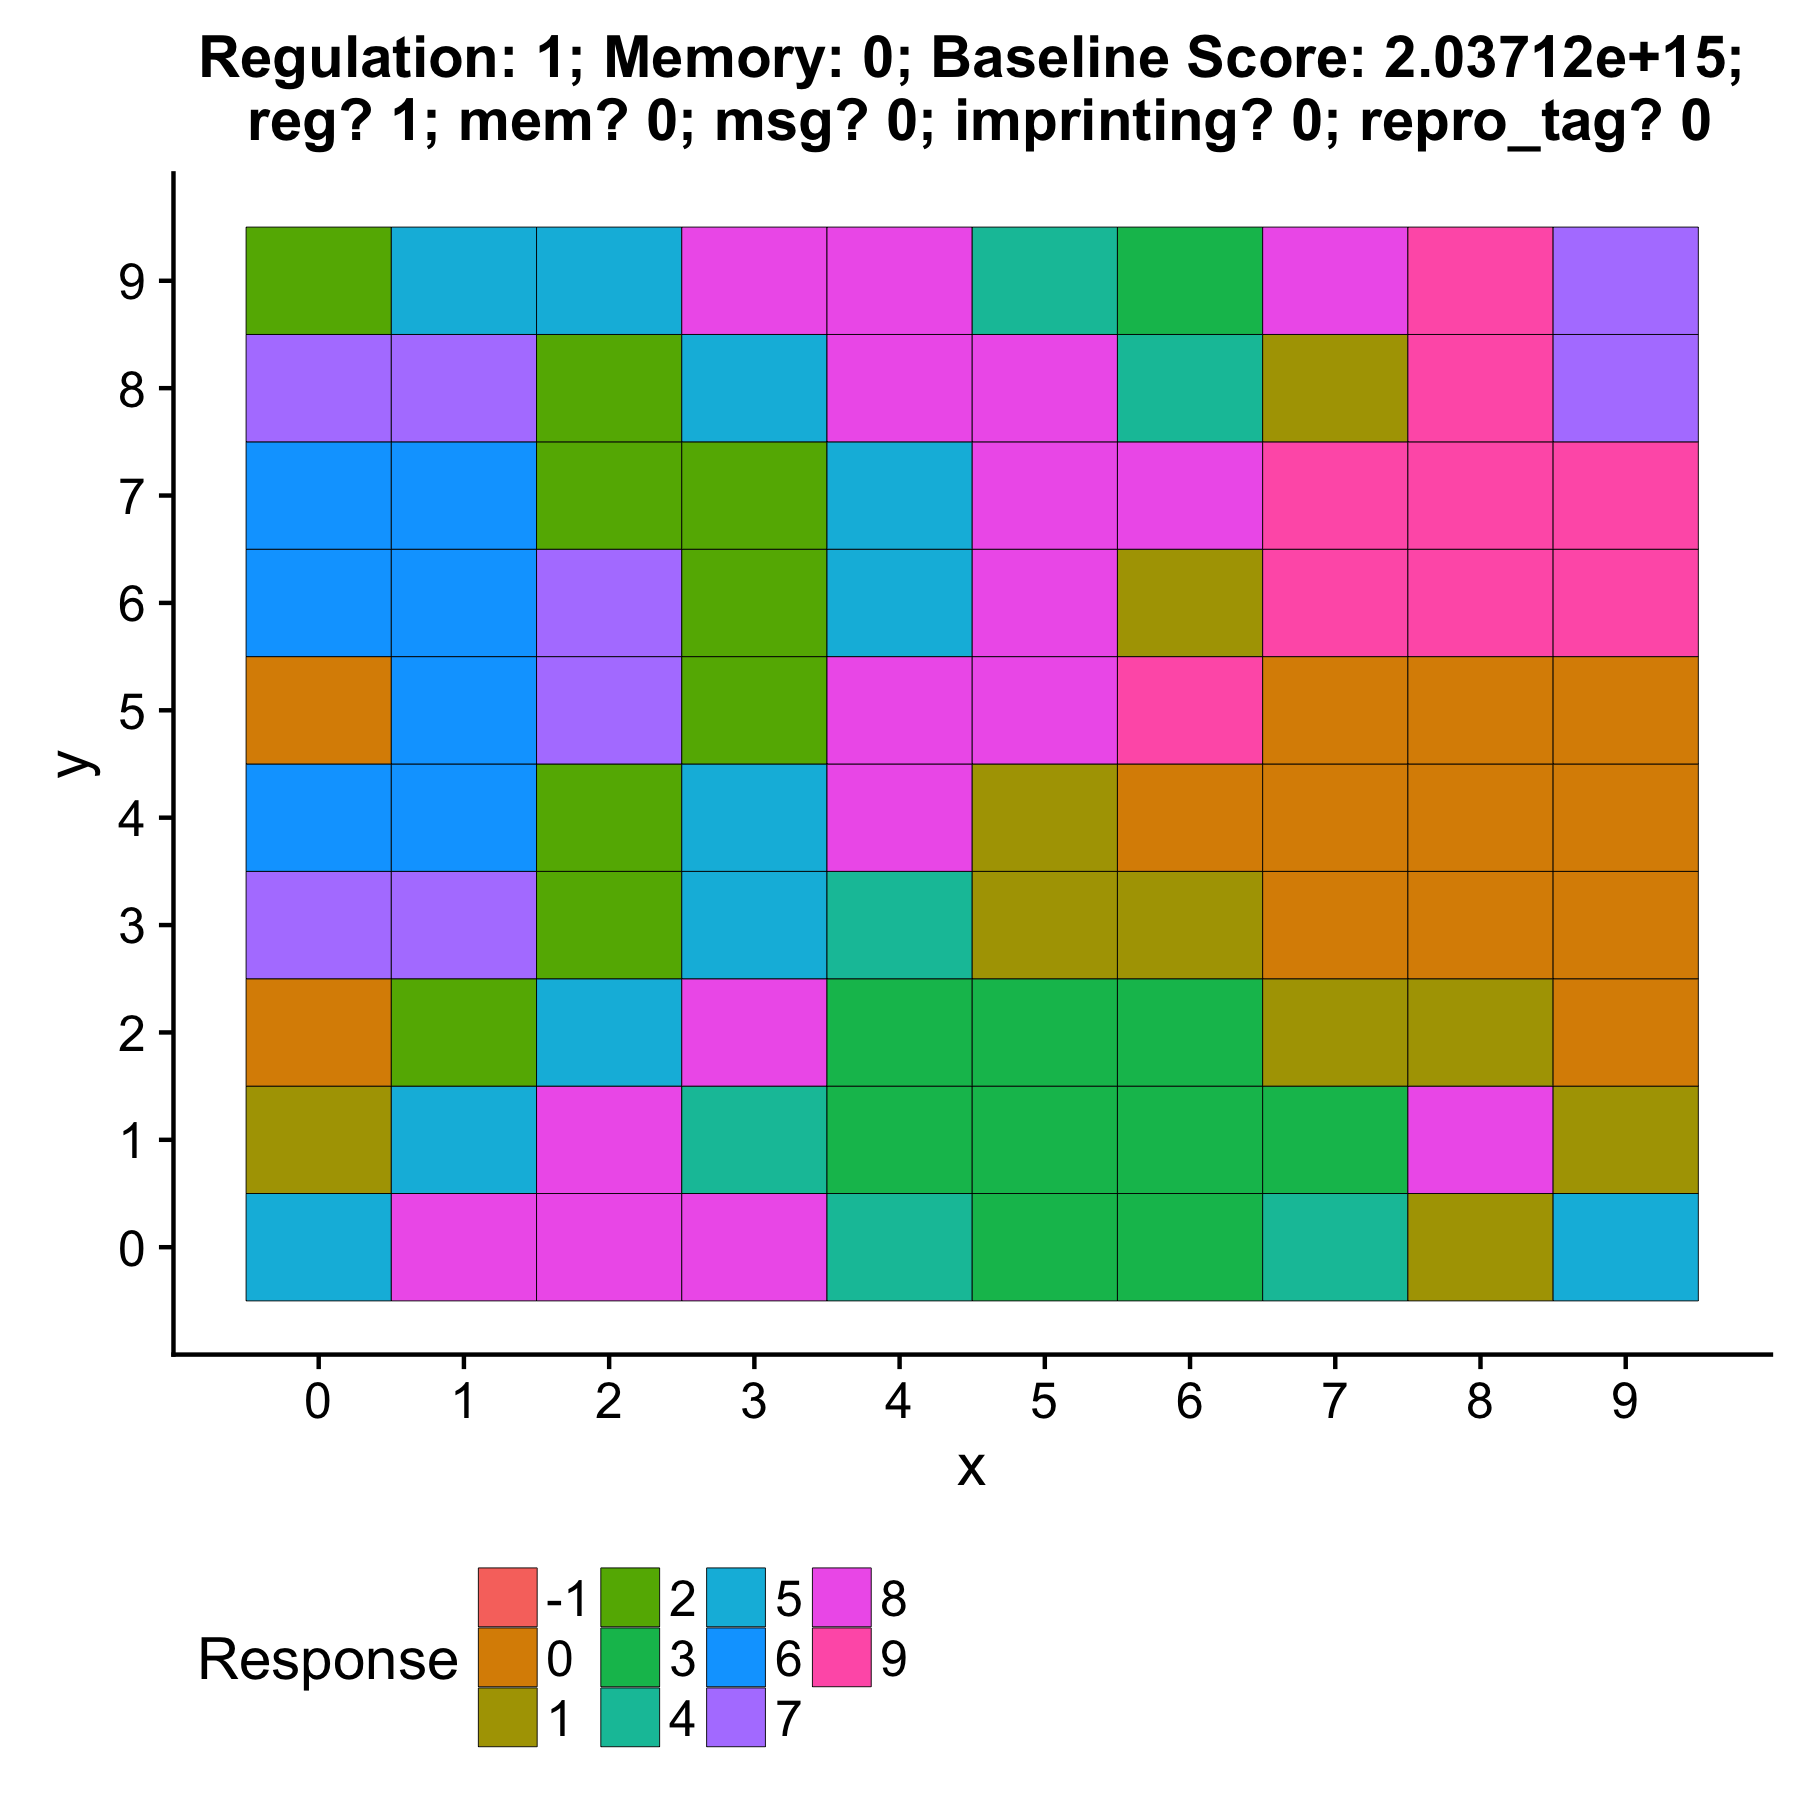 Regulation: 1; Memory: 0; Baseline Score: 2.03712e+15;
reg? 1; mem? 0; msg? 0; imprinting? 0; repro_tag? 0
9
8
7
6
5
4
3
2
1
0
y
0 1 2 3 4 5 6 7 8 9
x
Response
-1 2 5 8
0 3 6 9
1 4 7